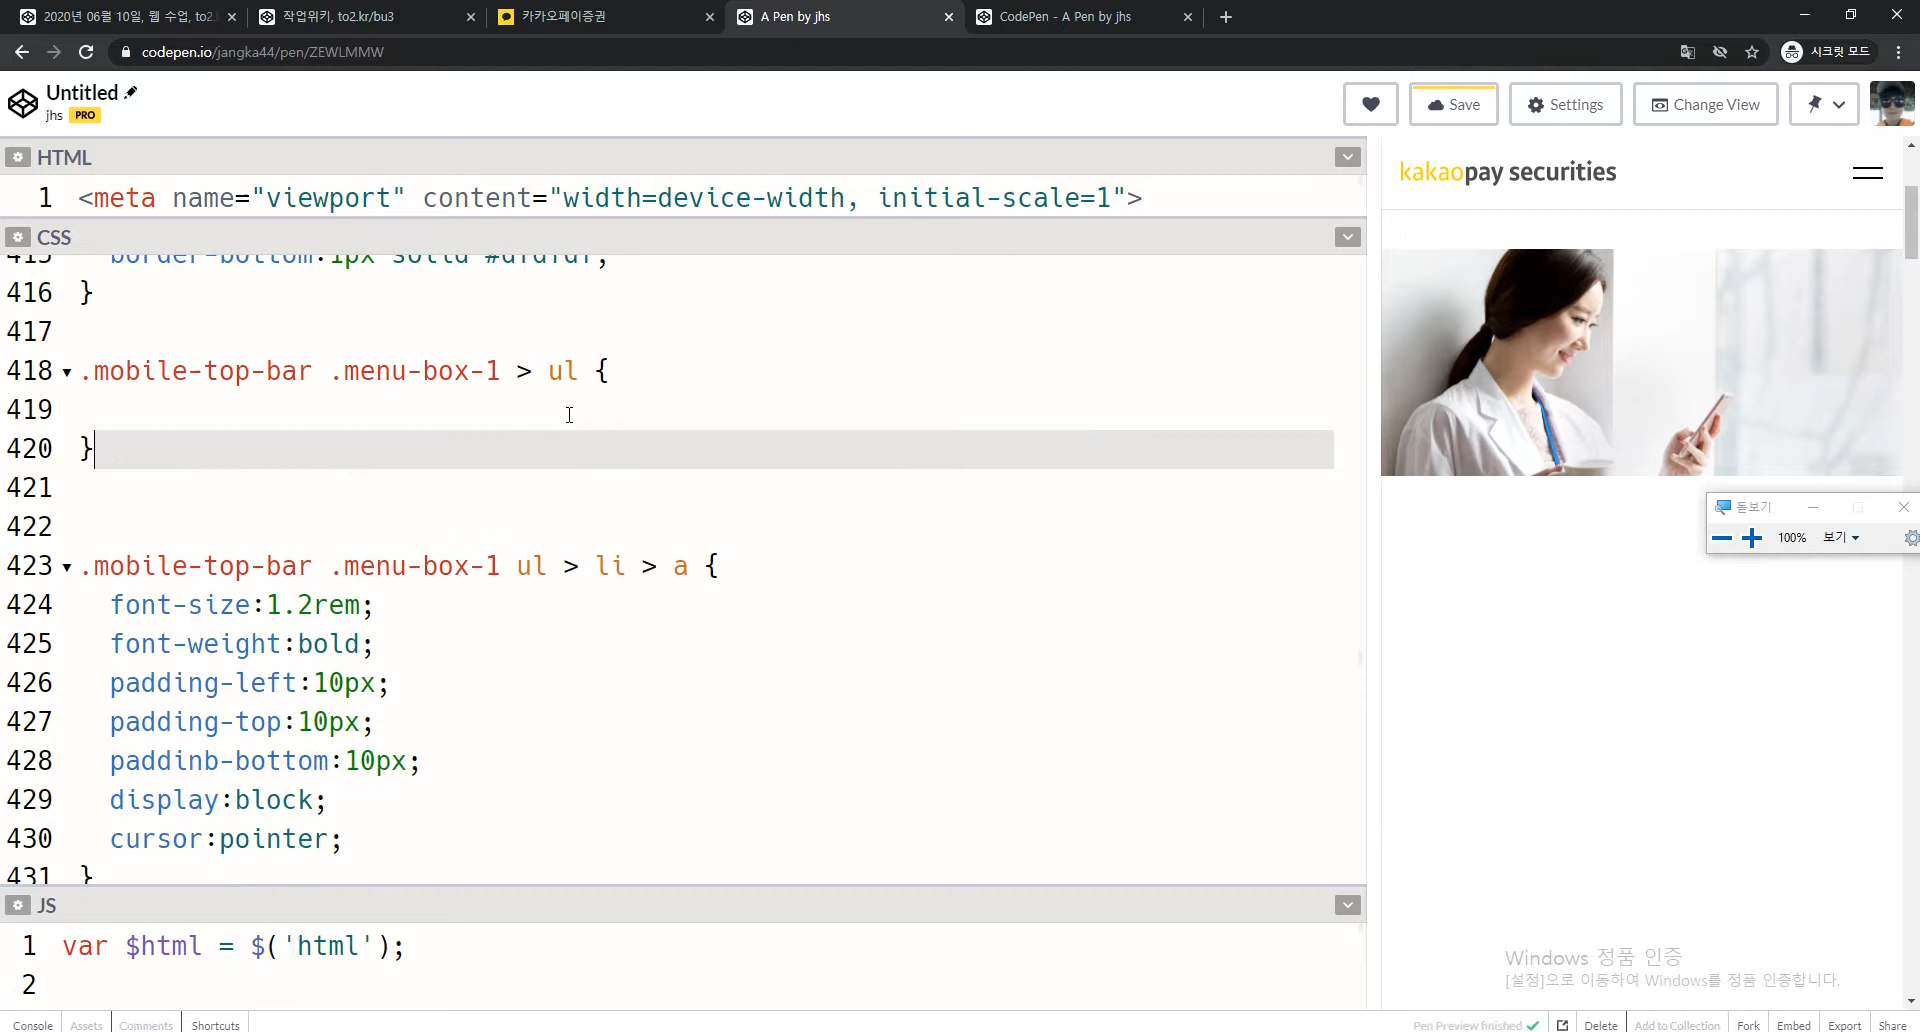 2020년 06월 10일, 웹 수업, to2.
작업위키, to2.kr/bu3
카카오페이증권
A Pen by jhs
CodePen - A Pen by jhs
codepen.io/jangka44/pen/ZEWLMMW
시크릿 모드
Untitled
jhs PRO
Save
Settings
Change View
HTML
1 <meta name="viewport" content="width=device-width, initial-scale=1">
CSS
415 border-bottom:1px solid #dfdfdf;
416 }
417
418 .mobile-top-bar .menu-box-1 > ul {
419
420 }
421
422
423 .mobile-top-bar .menu-box-1 ul > li > a {
424 font-size:1.2rem;
425 font-weight:bold;
426 padding-left:10px;
427 padding-top:10px;
428 paddinb-bottom:10px;
429 display:block;
430 cursor:pointer;
431 }
JS
1 var $html = $('html');
2
kakaopay securities
돋보기
100% 보기
Windows 정품 인증
[설정]으로 이동하여 Windows를 정품 인증합니다.
Console Assets Comments Shortcuts
Pen Preview finished Delete Add to Collection Fork Embed Export Share